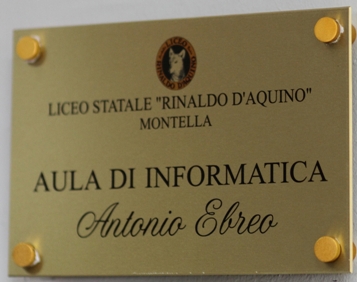 LICEO STATALE "RINALDO D'AQUINO"
MONTELLA
AULA DI INFORMATICA
Antonio Ebreo